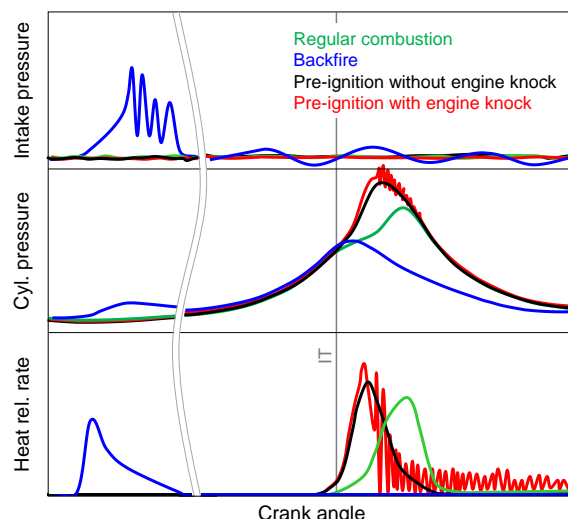 Regular combustion
Backfire
Pre-ignition without engine knock
Pre-ignition with engine knock
Intake pressure
Cyl. pressure
Heat rel. rate
IT
Crank angle